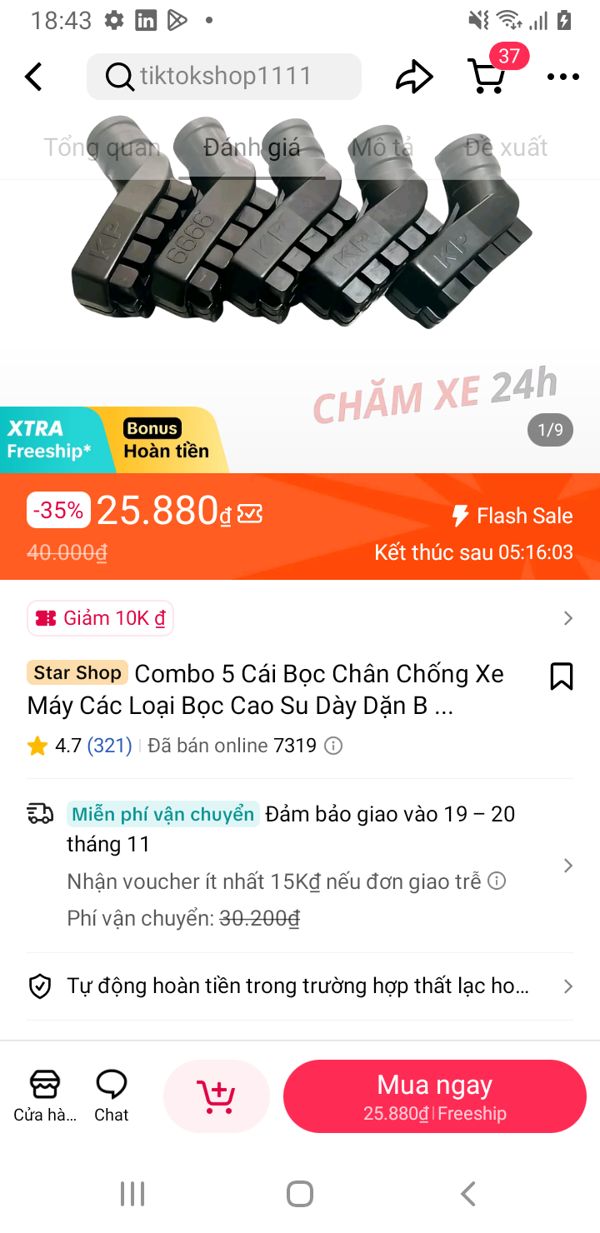 18:43
37
tiktokshop1111
Tổng quan Đánh giá Mô tả Đề xuất
KP 6666 KP KP KP
CHĂM XE 24h
XTRA
Freeship*
Bonus
Hoàn tiền
1/9
-35% 25.880₫
Flash Sale
40.000₫
Kết thúc sau 05:16:03
Giảm 10K ₫
Star Shop Combo 5 Cái Bọc Chân Chống Xe
Máy Các Loại Bọc Cao Su Dày Dặn B ...
4.7 (321) Đã bán online 7319
Miễn phí vận chuyển Đảm bảo giao vào 19 – 20
tháng 11
Nhận voucher ít nhất 15K₫ nếu đơn giao trễ
Phí vận chuyển: 30.200₫
Tự động hoàn tiền trong trường hợp thất lạc ho...
Cửa hà...
Chat
Mua ngay
25.880₫ | Freeship